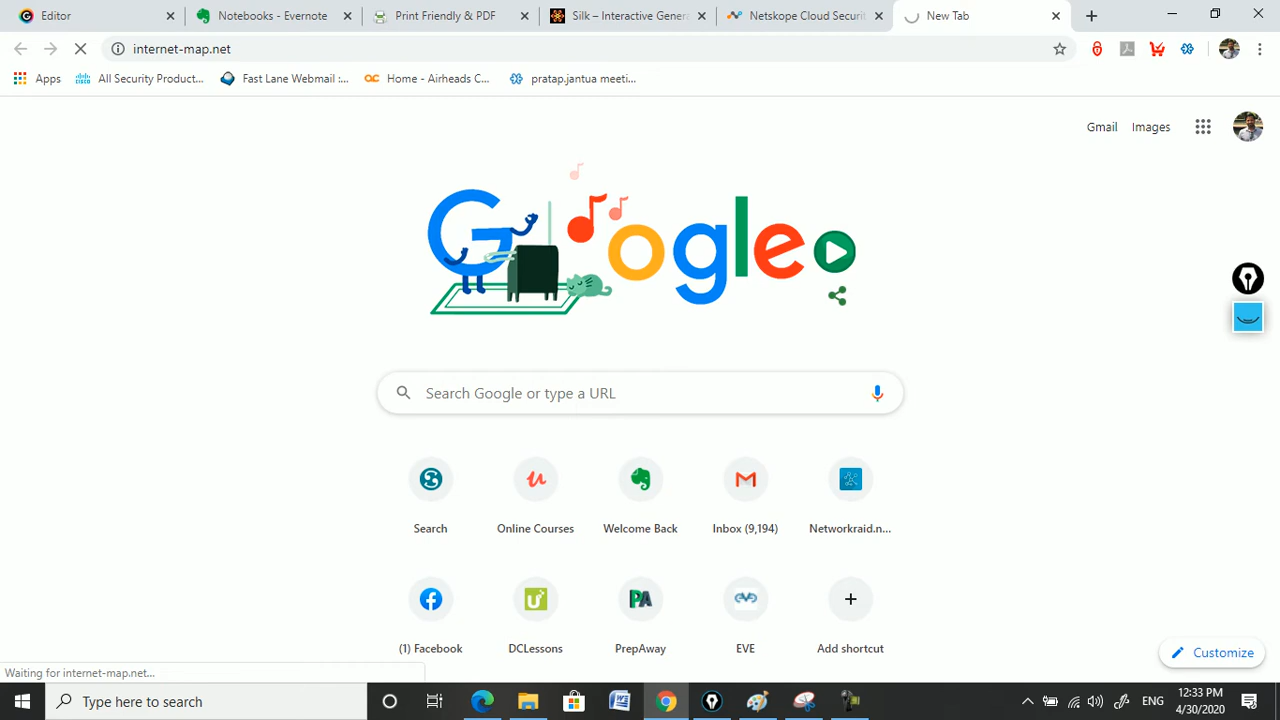 Editor
Notebooks - Evernote
Print Friendly & PDF
Silk – Interactive Genera
Netskope Cloud Securi
New Tab
internet-map.net
Apps
All Security Product...
Fast Lane Webmail :...
Home - Airheads C...
pratap.jantua meeti...
Gmail
Images
Google
Search Google or type a URL
Search
Online Courses
Welcome Back
Inbox (9,194)
Networkraid.n...
(1) Facebook
DCLessons
PrepAway
EVE
Add shortcut
Customize
Waiting for internet-map.net...
Type here to search
ENG
12:33 PM
4/30/2020